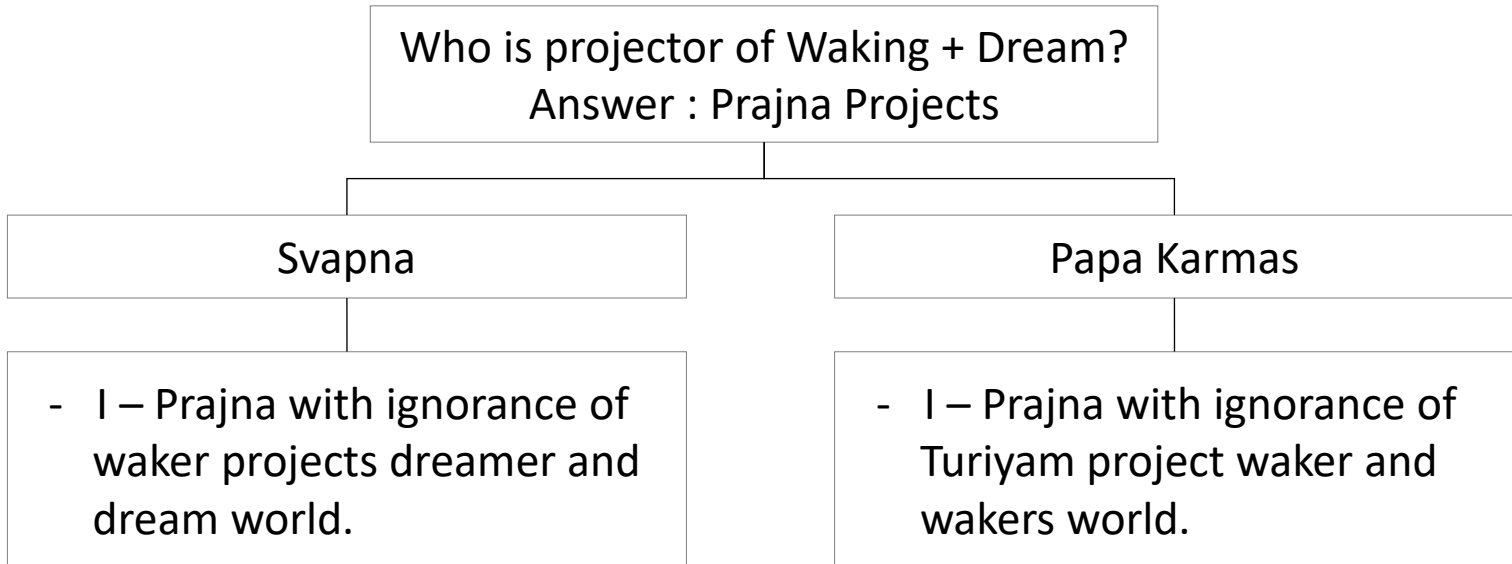 Who is projector of Waking + Dream?
Answer : Prajna Projects
Svapna
Papa Karmas
- I – Prajna with ignorance of
waker projects dreamer and
dream world.
- I – Prajna with ignorance of
Turiyam project waker and
wakers world.